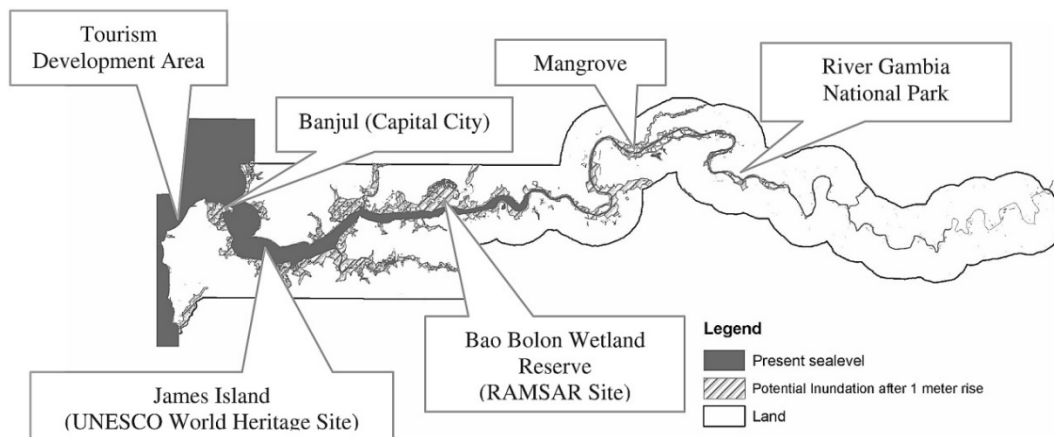 Tourism
Development Area
Banjul (Capital City)
Mangrove
River Gambia
National Park
James Island
(UNESCO World Heritage Site)
Bao Bolon Wetland
Reserve
(RAMSAR Site)
Legend
Present sealevel
Potential Inundation after 1 meter rise
Land